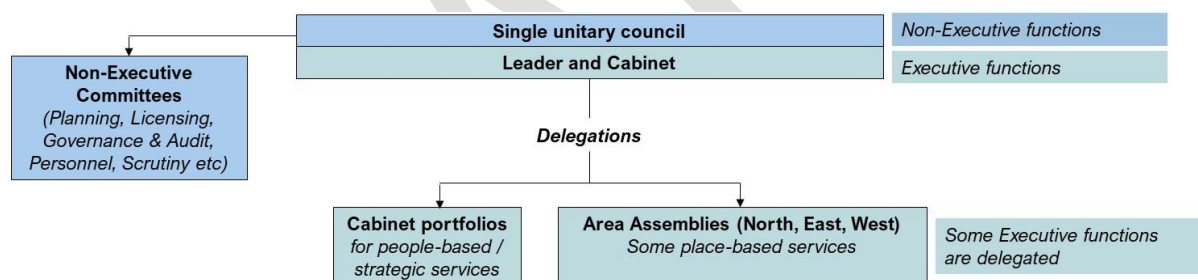 Single unitary council
Non-Executive functions
Leader and Cabinet
Executive functions
Non-Executive
Committees
(Planning, Licensing,
Governance & Audit,
Personnel, Scrutiny etc)
Delegations
Cabinet portfolios
for people-based /
strategic services
Area Assemblies (North, East, West)
Some place-based services
Some Executive functions
are delegated